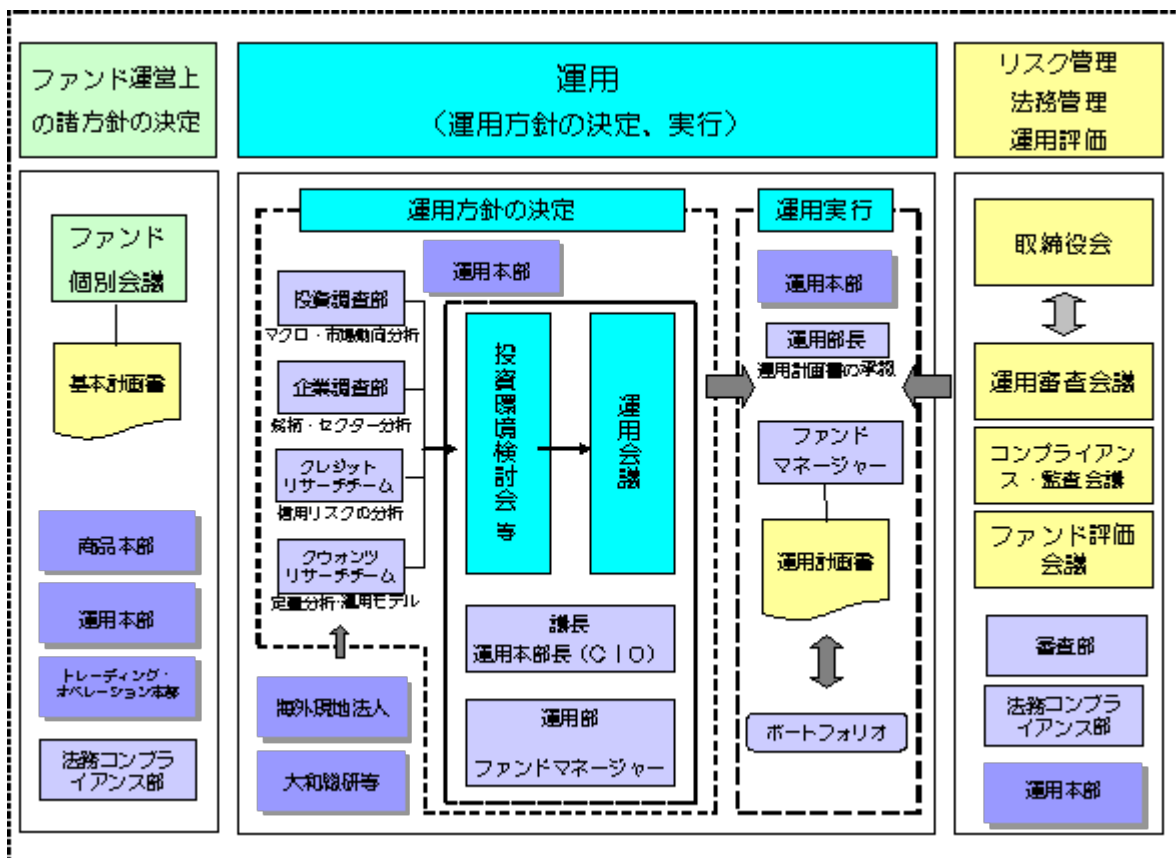 ファンド運営上
の諸方針の決定
ファンド
個別会議
基本計画書
商品本部
運用本部
トレーディング・
オペレーション本部
法務コンプラ
イアンス部
運用
（運用方針の決定、実行）
運用方針の決定
運用本部
投資調査部
マクロ・市場動向分析
企業調査部
銘柄・セクター分析
クレジット
リサーチチーム
信用リスクの分析
クウォンツ
リサーチチーム
定量分析・運用モデル
海外現地法人
大和総研等
投資環境検討会 等
運用会議
議長
運用本部長（ＣＩＯ）
運用部
ファンドマネージャー
運用実行
運用本部
運用部長
運用計画書の承認
ファンド
マネージャー
運用計画書
ポートフォリオ
リスク管理
法務管理
運用評価
取締役会
運用審査会議
コンプライアン
ス・監査会議
ファンド評価
会議
審査部
法務コンプラ
イアンス部
運用本部